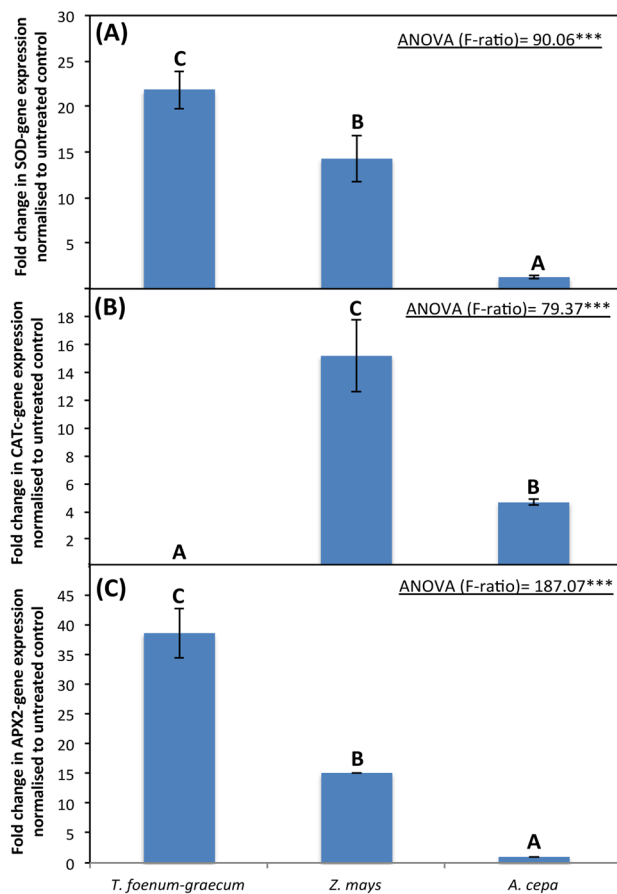 (A)
ANOVA (F-ratio)= 90.06***
Fold change in SOD-gene expression
normalised to untreated control
30
25
20
15
10
5
C
B
A
(B)
ANOVA (F-ratio)= 79.37***
Fold change in CATc-gene expression
normalised to untreated control
18
16
14
12
10
8
6
4
2
A
C
B
(C)
ANOVA (F-ratio)= 187.07***
Fold change in APX2-gene expression
normalised to untreated control
45
40
35
30
25
20
15
10
5
0
C
B
A
T. foenum-graecum Z. mays A. cepa